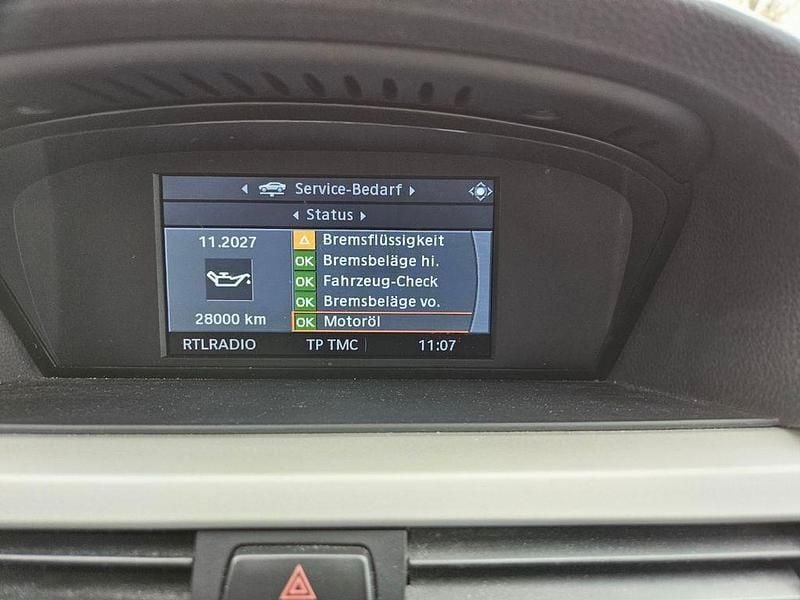 Service-Bedarf
Status
11.2027
28000 km
Bremsflüssigkeit
OK Bremsbeläge hi.
OK Fahrzeug-Check
OK Bremsbeläge vo.
OK Motoröl
RTLRADIO TP TMC 11:07